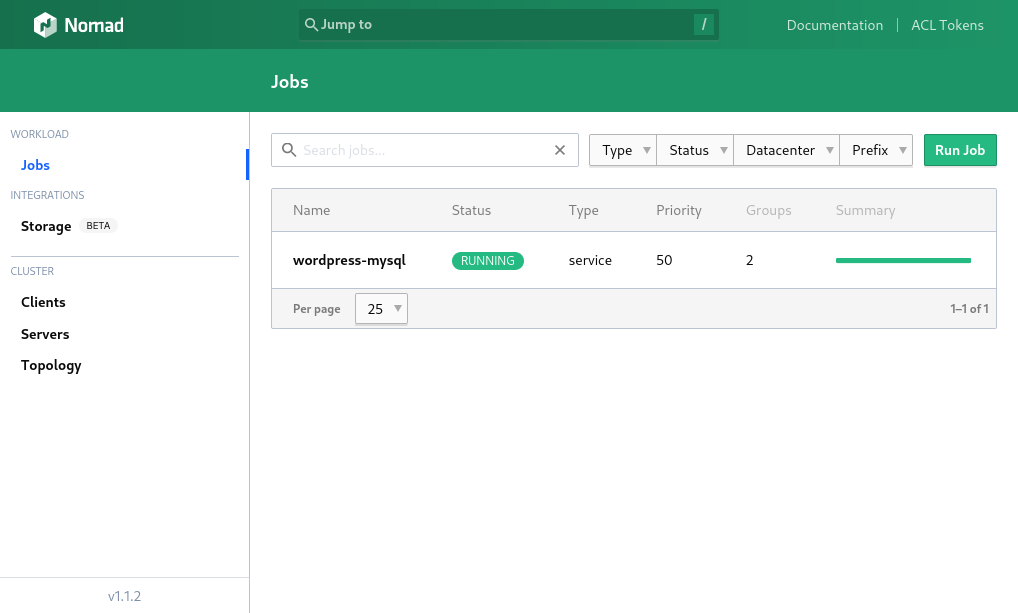 Nomad
Jump to /
Documentation ACL Tokens
Jobs
WORKLOAD
Jobs
INTEGRATIONS
Storage BETA
CLUSTER
Clients
Servers
Topology
v1.1.2
Search jobs...
Type Status Datacenter Prefix Run Job
Name Status Type Priority Groups Summary
wordpress-mysql RUNNING service 50 2
Per page 25 1–1 of 1